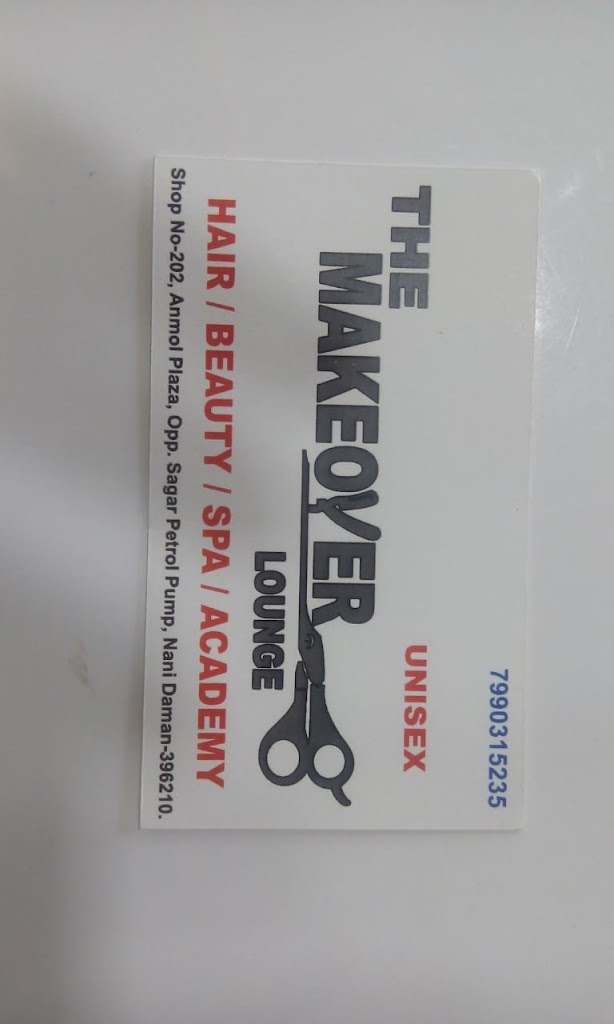 7990315235
THE
UNISEX
MAKEOVER
LOUNGE
HAIR / BEAUTY / SPA / ACADEMY
Shop No-202, Anmol Plaza, Opp. Sagar Petrol Pump, Nani Daman-396210.